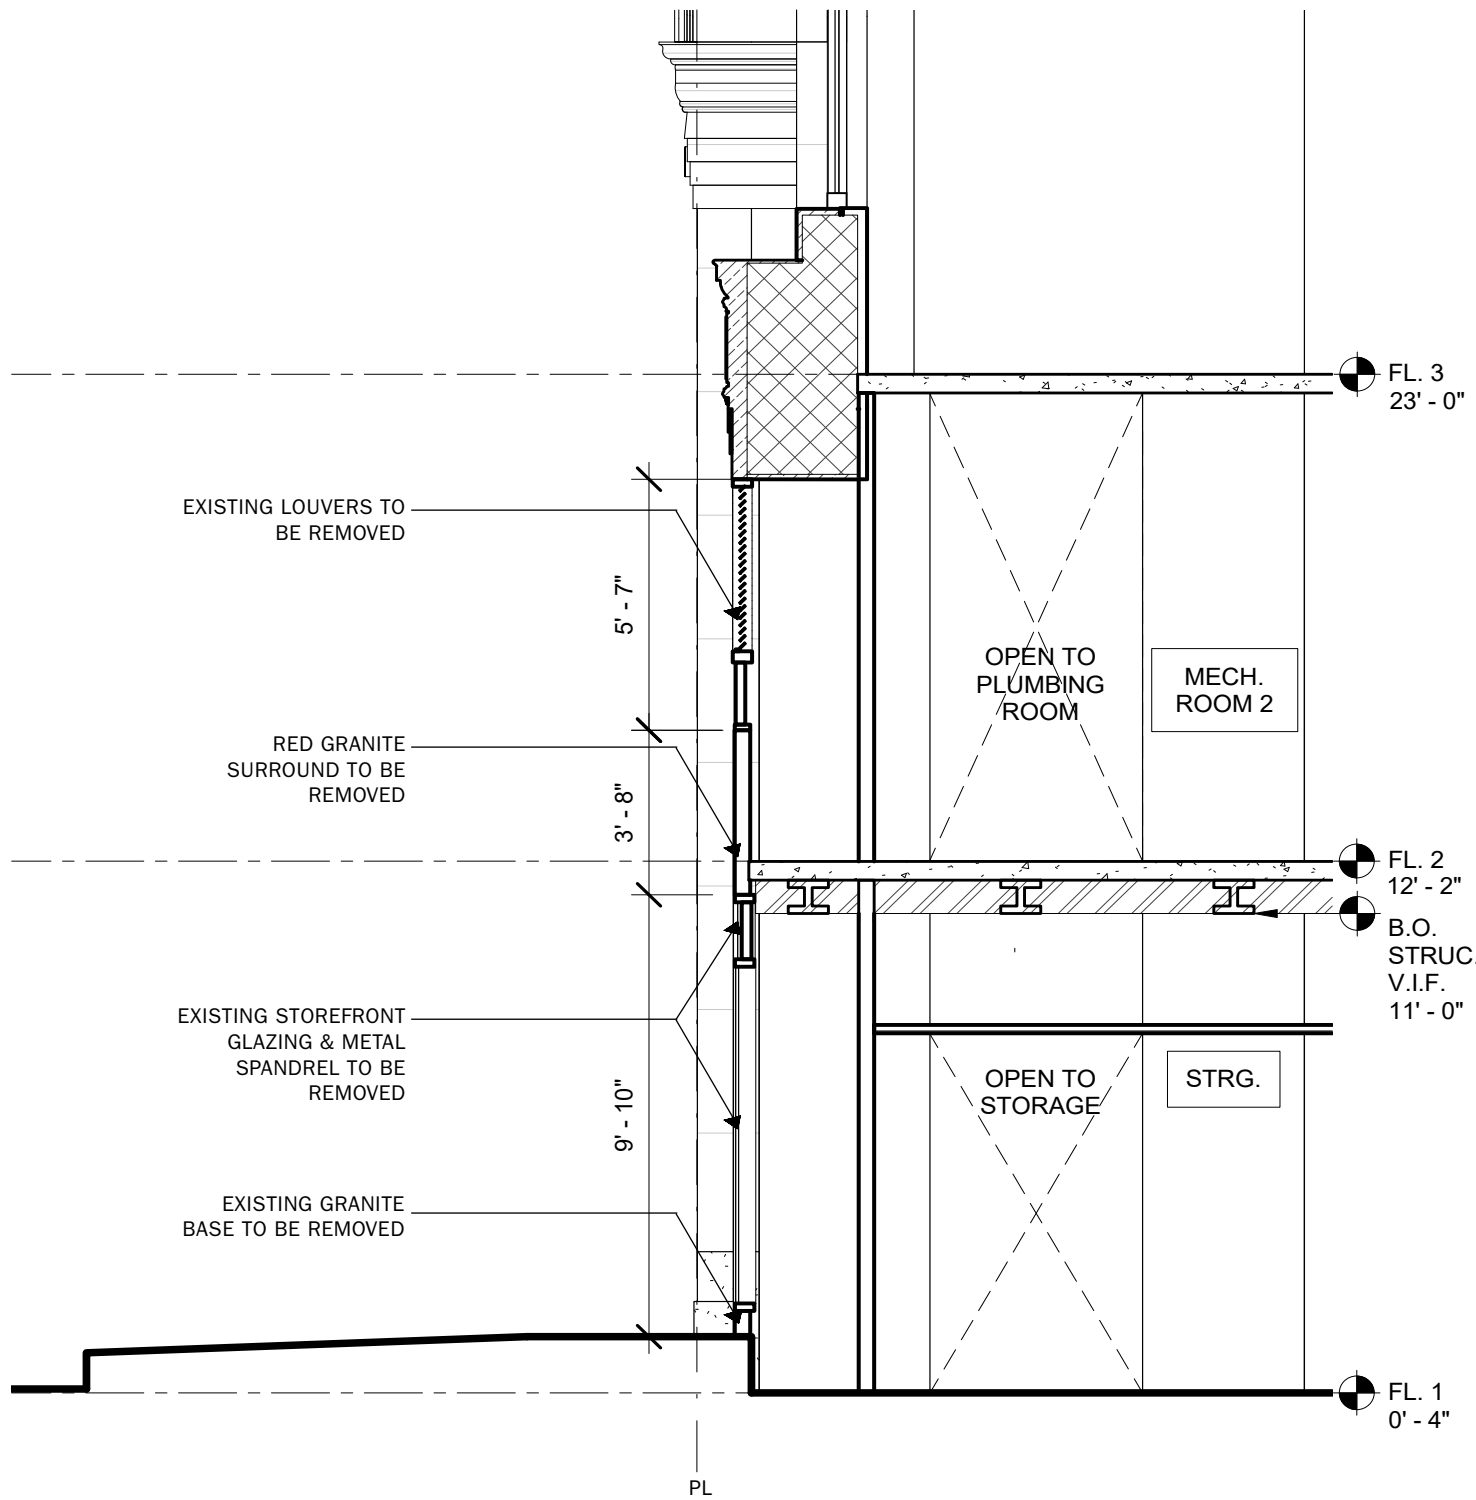 FL. 3
23' - 0"
EXISTING LOUVERS TO
BE REMOVED
5' - 7"
OPEN TO
PLUMBING
ROOM
MECH.
ROOM 2
RED GRANITE
SURROUND TO BE
REMOVED
3' - 8"
FL. 2
12' - 2"
B.O.
STRUC.
V.I.F.
11' - 0"
EXISTING STOREFRONT
GLAZING & METAL
SPANDREL TO BE
REMOVED
9' - 10"
OPEN TO
STORAGE
STRG.
EXISTING GRANITE
BASE TO BE REMOVED
FL. 1
0' - 4"
PL